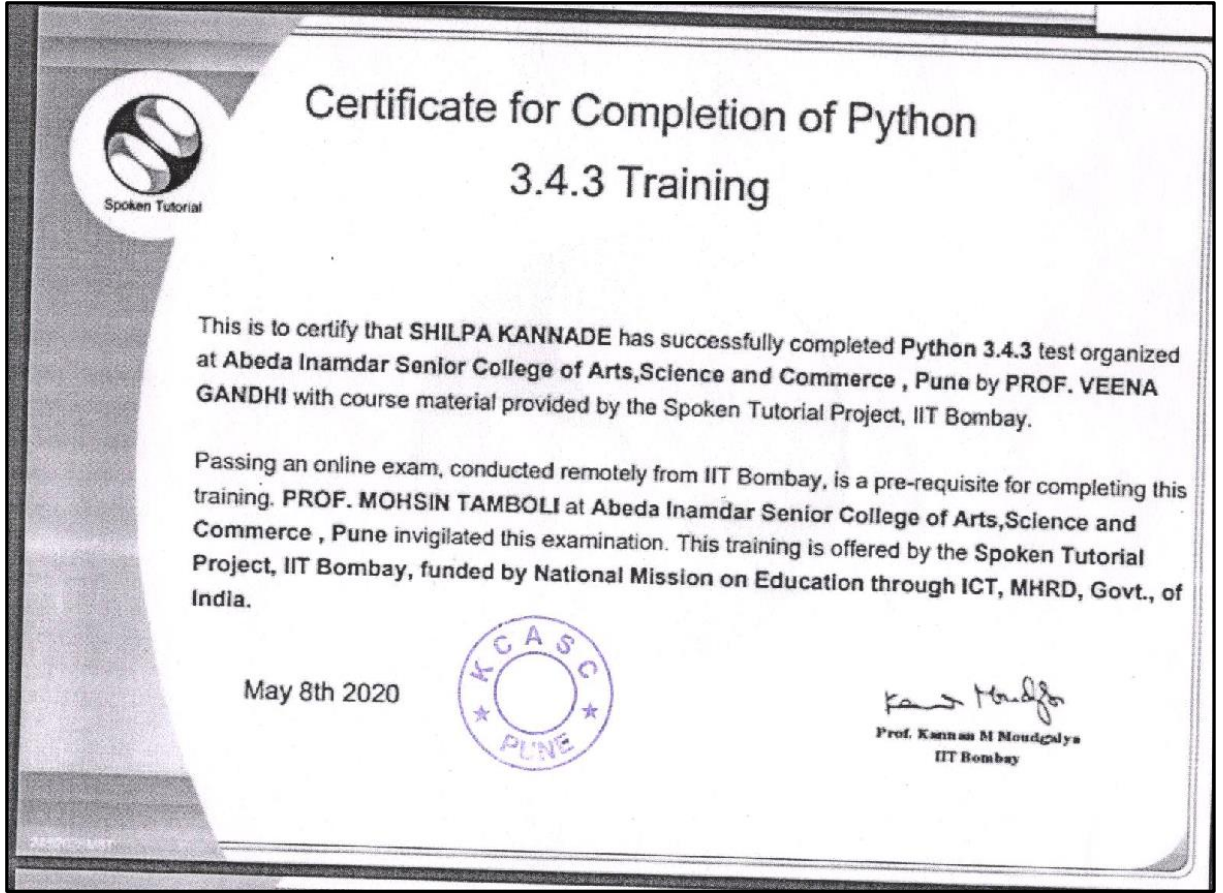 Spoken Tutorial
Certificate for Completion of Python
3.4.3 Training
This is to certify that SHILPA KANNADE has successfully completed Python 3.4.3 test organized
at Abeda Inamdar Senior College of Arts,Science and Commerce , Pune by PROF. VEENA
GANDHI with course material provided by the Spoken Tutorial Project, IIT Bombay.
Passing an online exam, conducted remotely from IIT Bombay, is a pre-requisite for completing this
training. PROF. MOHSIN TAMBOLI at Abeda Inamdar Senior College of Arts,Science and
Commerce , Pune invigilated this examination. This training is offered by the Spoken Tutorial
Project, IIT Bombay, funded by National Mission on Education through ICT, MHRD, Govt., of
India.
May 8th 2020
KCASC
PUNE
Prof. Kannan M Moudgalya
IIT Bombay